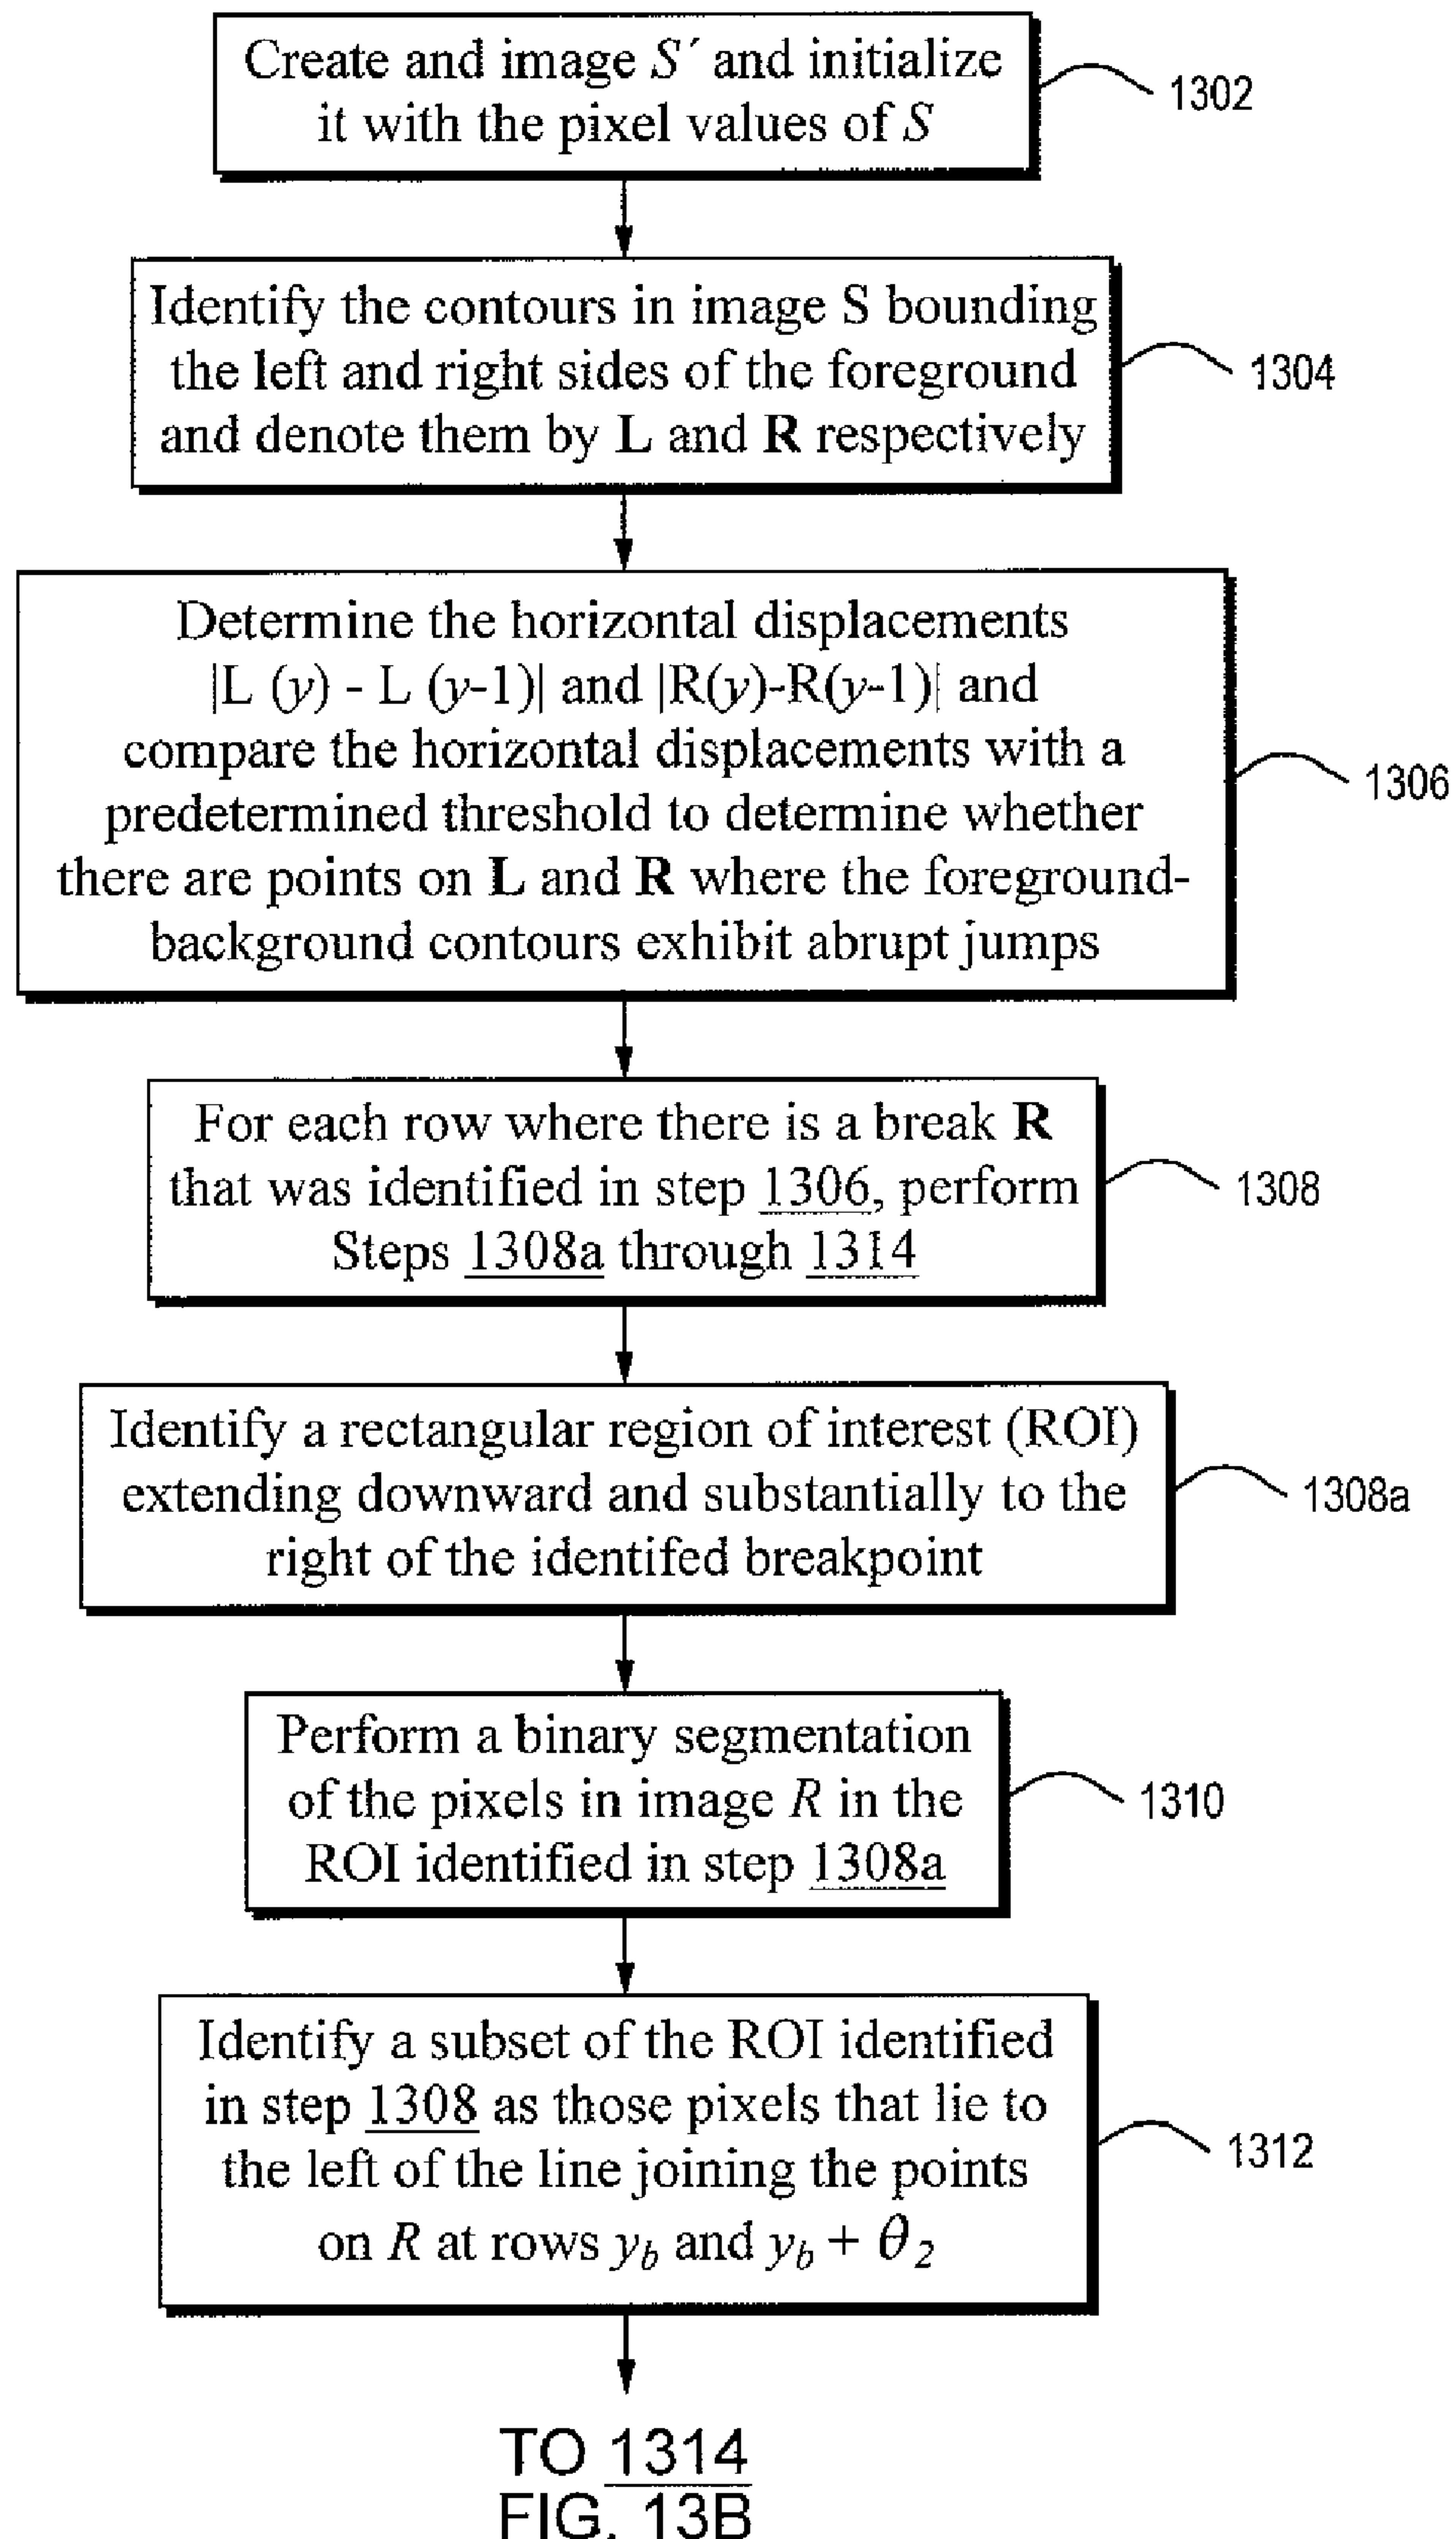 Create and image S´ and initialize
it with the pixel values of S
1302
Identify the contours in image S bounding
the left and right sides of the foreground
and denote them by L and R respectively
1304
Determine the horizontal displacements
|L (y) - L (y-1)| and |R(y)-R(y-1)| and
compare the horizontal displacements with a
predetermined threshold to determine whether
there are points on L and R where the foreground-
background contours exhibit abrupt jumps
1306
For each row where there is a break R
that was identified in step 1306, perform
Steps 1308a through 1314
1308
Identify a rectangular region of interest (ROI)
extending downward and substantially to the
right of the identifed breakpoint
1308a
Perform a binary segmentation
of the pixels in image R in the
ROI identified in step 1308a
1310
Identify a subset of the ROI identified
in step 1308 as those pixels that lie to
the left of the line joining the points
on R at rows y_b and y_b + θ_2
1312
TO 1314
FIG. 13B